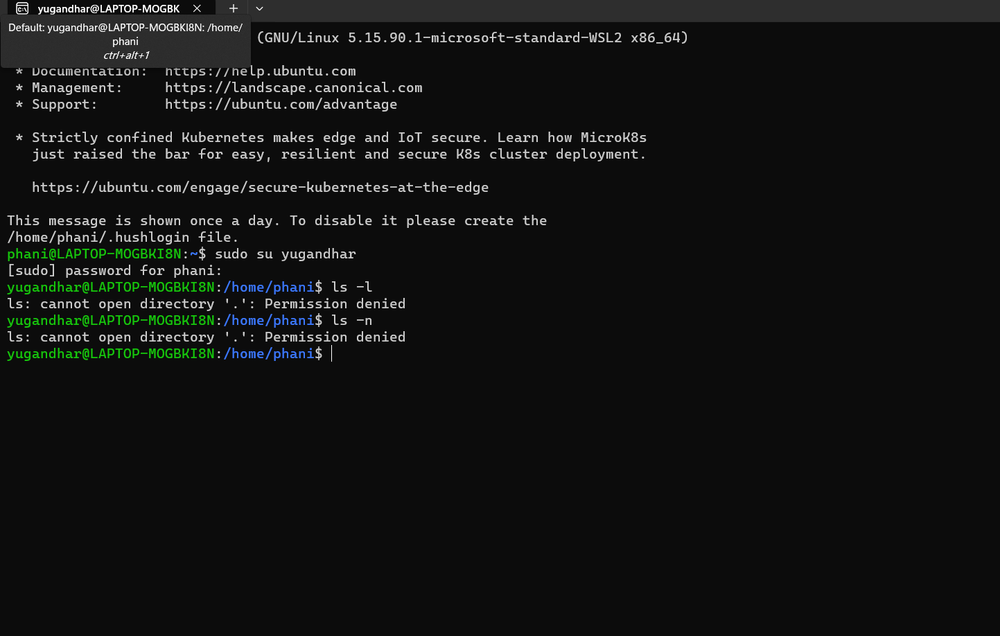 yugandhar@LAPTOP-MOGBK
Default: yugandhar@LAPTOP-MOGBKI8N: /home/
phani
ctrl+alt+1
(GNU/Linux 5.15.90.1-microsoft-standard-WSL2 x86_64)
* Documentation:  https://help.ubuntu.com
* Management:     https://landscape.canonical.com
* Support:        https://ubuntu.com/advantage
* Strictly confined Kubernetes makes edge and IoT secure. Learn how MicroK8s
just raised the bar for easy, resilient and secure K8s cluster deployment.
https://ubuntu.com/engage/secure-kubernetes-at-the-edge
This message is shown once a day. To disable it please create the
/home/phani/.hushlogin file.
phani@LAPTOP-MOGBKI8N:~$ sudo su yugandhar
[sudo] password for phani:
yugandhar@LAPTOP-MOGBKI8N:/home/phani$ ls -l
ls: cannot open directory '.': Permission denied
yugandhar@LAPTOP-MOGBKI8N:/home/phani$ ls -n
ls: cannot open directory '.': Permission denied
yugandhar@LAPTOP-MOGBKI8N:/home/phani$